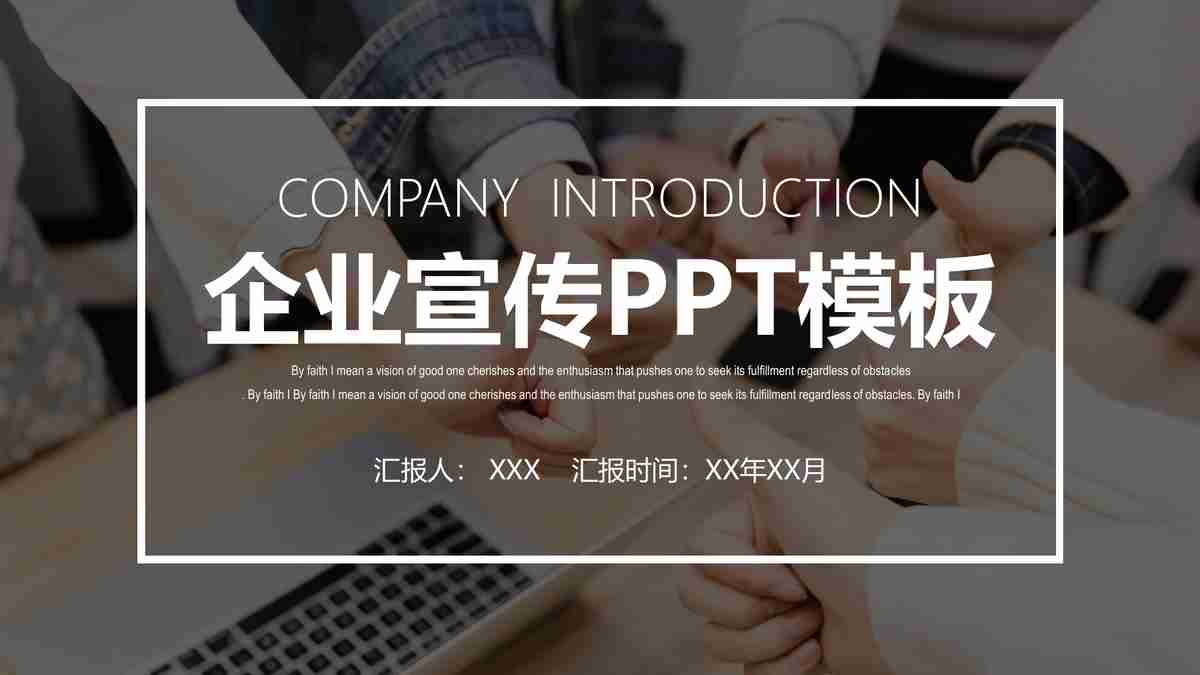 COMPANY INTRODUCTION
企业宣传PPT模板
By faith I mean a vision of good one cherishes and the enthusiasm that pushes one to seek its fulfillment regardless of obstacles
. By faith I By faith I mean a vision of good one cherishes and the enthusiasm that pushes one to seek its fulfillment regardless of obstacles. By faith I
汇报人： XXX 汇报时间：XX年XX月